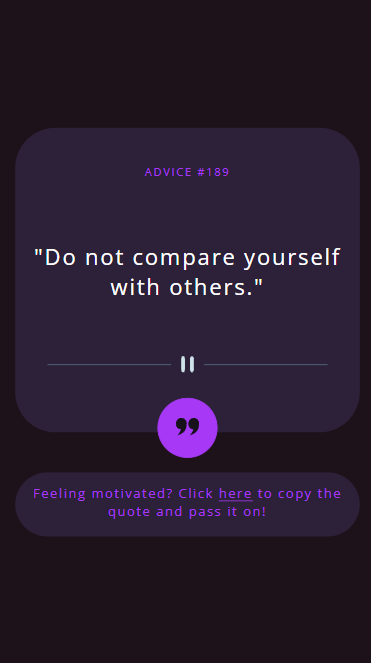 ADVICE #189
"Do not compare yourself
with others."
Feeling motivated? Click here to copy the
quote and pass it on!